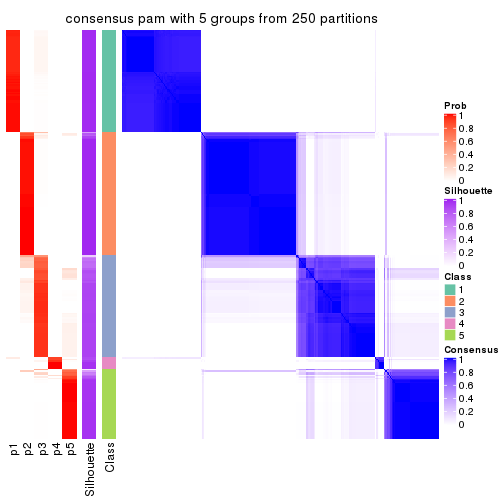 consensus pam with 5 groups from 250 partitions
Prob
1
0.8
0.6
0.4
0.2
0
Silhouette
1
0.8
0.6
0.4
0.2
0
Class
1
2
3
4
5
Consensus
1
0.8
0.6
0.4
0.2
0
p1
p2
p3
p4
p5
Silhouette
Class